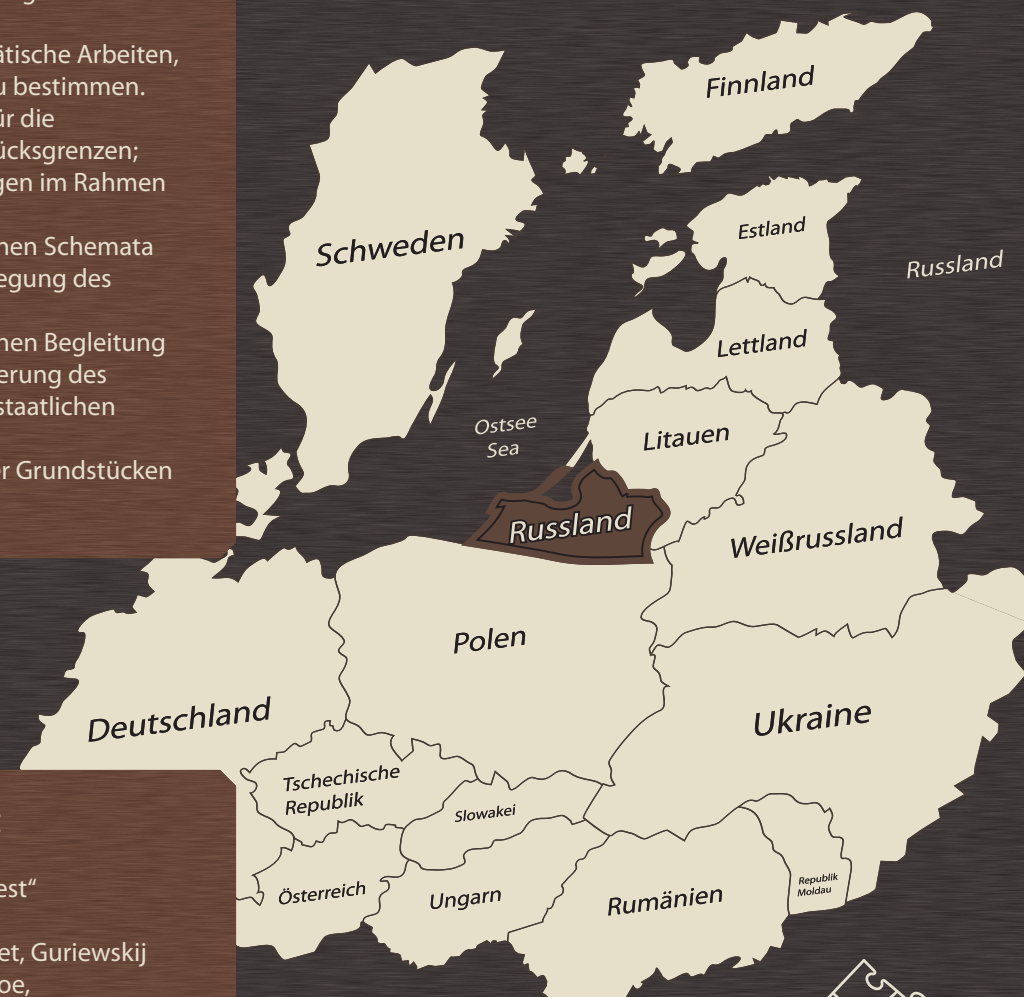 ätische Arbeiten,
u bestimmen.
ür die
ücksgrenzen;
gen im Rahmen
nen Schemata
egung des
nen Begleitung
erung des
staatlichen
er Grundstücken
est“
et, Guriewskij
oe,
Finnland
Schweden
Estland
Russland
Lettland
Ostsee
Sea
Litauen
Russland
Weißrussland
Polen
Deutschland
Ukraine
Tschechische
Republik
Slowakei
Österreich
Ungarn
Rumänien
Republik
Moldau